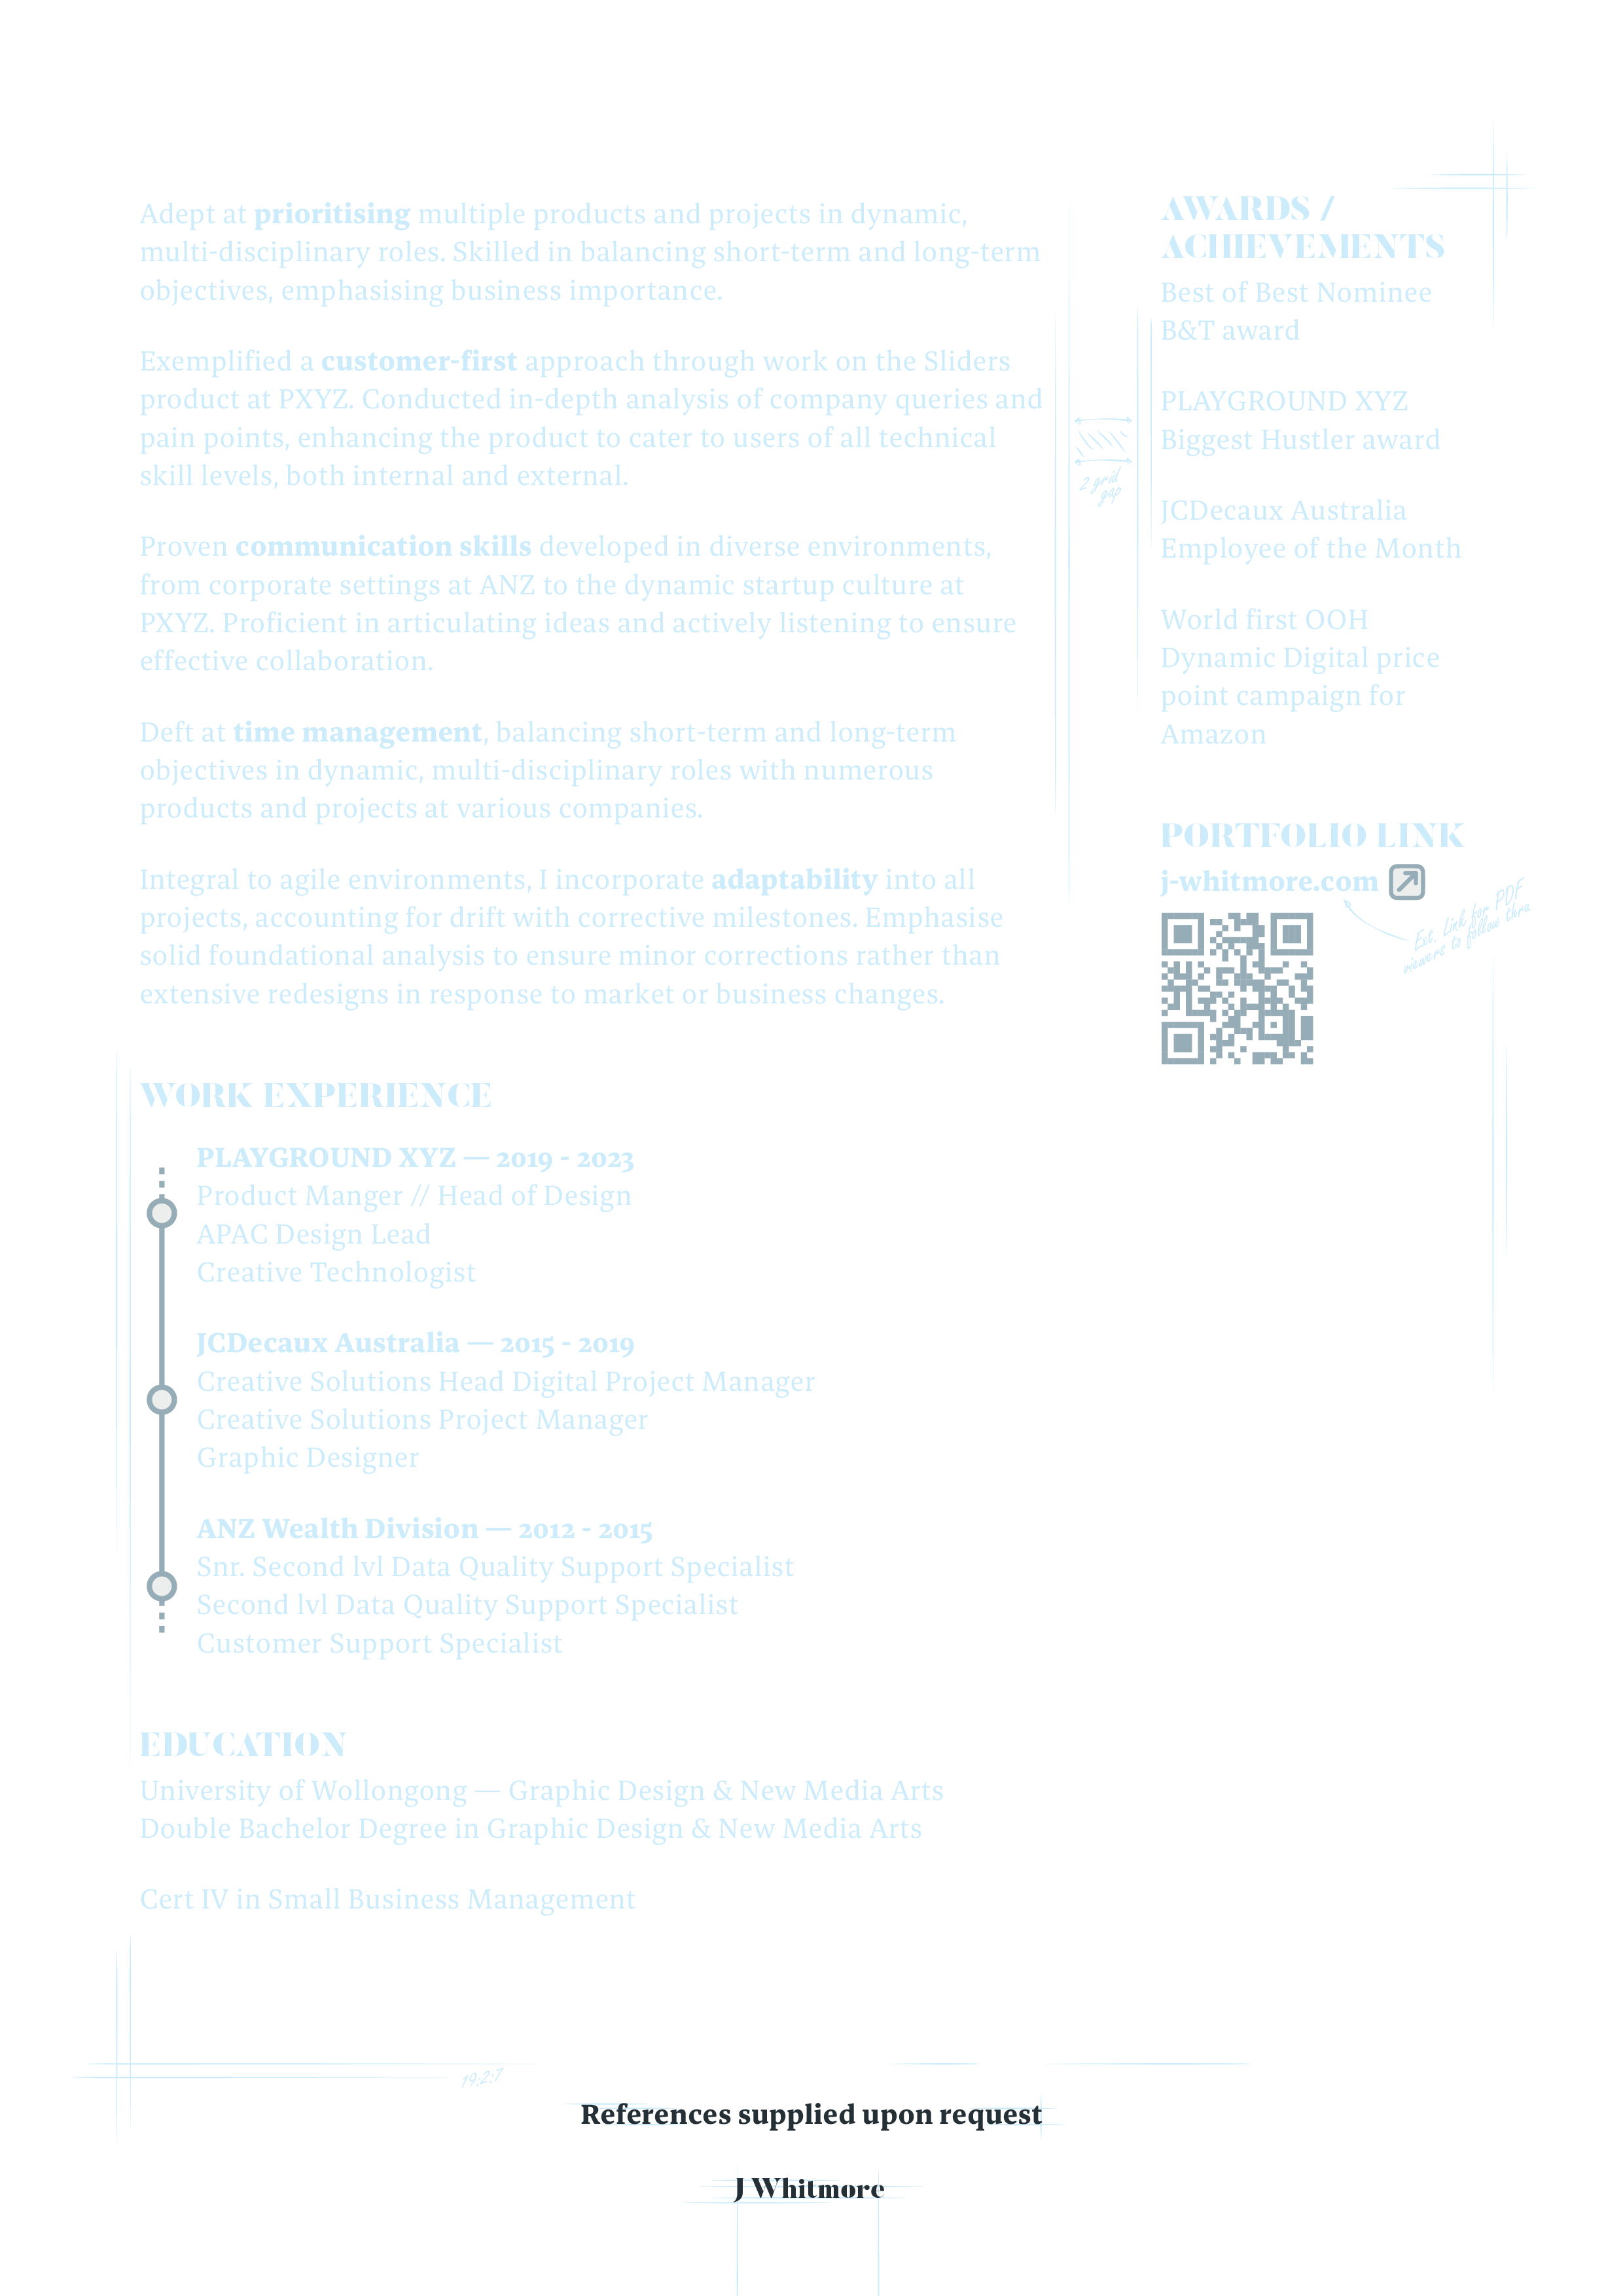 Adept at prioritising multiple products and projects in dynamic,
multi-disciplinary roles. Skilled in balancing short-term and long-term
objectives, emphasising business importance.
Exemplified a customer-first approach through work on the Sliders
product at PXYZ. Conducted in-depth analysis of company queries and
pain points, enhancing the product to cater to users of all technical
skill levels, both internal and external.
Proven communication skills developed in diverse environments,
from corporate settings at ANZ to the dynamic startup culture at
PXYZ. Proficient in articulating ideas and actively listening to ensure
effective collaboration.
Deft at time management, balancing short-term and long-term
objectives in dynamic, multi-disciplinary roles with numerous
products and projects at various companies.
Integral to agile environments, I incorporate adaptability into all
projects, accounting for drift with corrective milestones. Emphasise
solid foundational analysis to ensure minor corrections rather than
extensive redesigns in response to market or business changes.
2 grid
gap
AWARDS /
ACHIEVEMENTS
Best of Best Nominee
B&T award
PLAYGROUND XYZ
Biggest Hustler award
JCDecaux Australia
Employee of the Month
World first OOH
Dynamic Digital price
point campaign for
Amazon
PORTFOLIO LINK
j-whitmore.com
Ext. Link for PDF
viewers to follow thru
WORK EXPERIENCE
PLAYGROUND XYZ — 2019 - 2023
Product Manger // Head of Design
APAC Design Lead
Creative Technologist
JCDecaux Australia — 2015 - 2019
Creative Solutions Head Digital Project Manager
Creative Solutions Project Manager
Graphic Designer
ANZ Wealth Division — 2012 - 2015
Snr. Second lvl Data Quality Support Specialist
Second lvl Data Quality Support Specialist
Customer Support Specialist
EDUCATION
University of Wollongong — Graphic Design & New Media Arts
Double Bachelor Degree in Graphic Design & New Media Arts
Cert IV in Small Business Management
19:2:7
References supplied upon request
J Whitmore